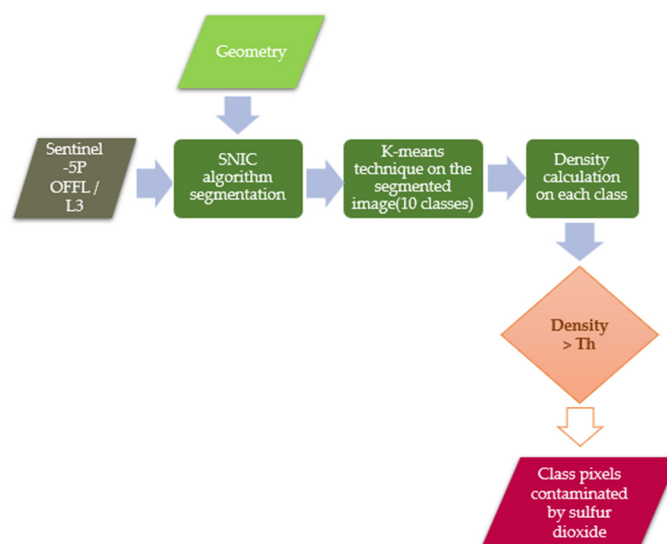 Geometry
Sentinel
-5P
OFFL /
L3
SNIC
algorithm
segmentation
K-means
technique on the
segmented
image(10 classes)
Density
calculation
on each
class
Density
> Th
Class pixels
contaminated
by sulfur
dioxide